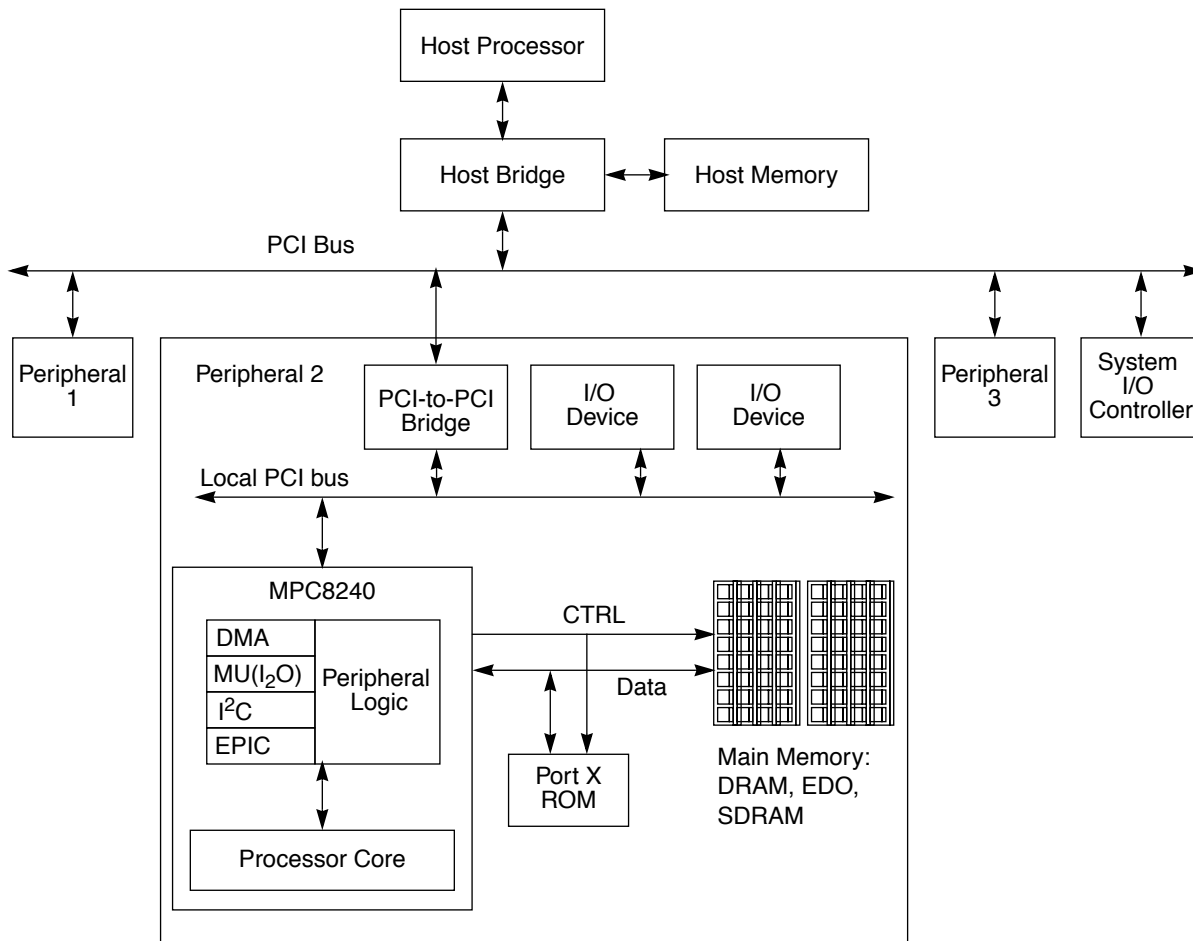 Host Processor
Host Bridge
Host Memory
PCI Bus
Peripheral
1
Peripheral 2
PCI-to-PCI
Bridge
I/O
Device
I/O
Device
Peripheral
3
System
I/O
Controller
Local PCI bus
MPC8240
DMA
MU(I₂O)
I²C
EPIC
Peripheral
Logic
Processor Core
CTRL
Data
Port X
ROM
Main Memory:
DRAM, EDO,
SDRAM